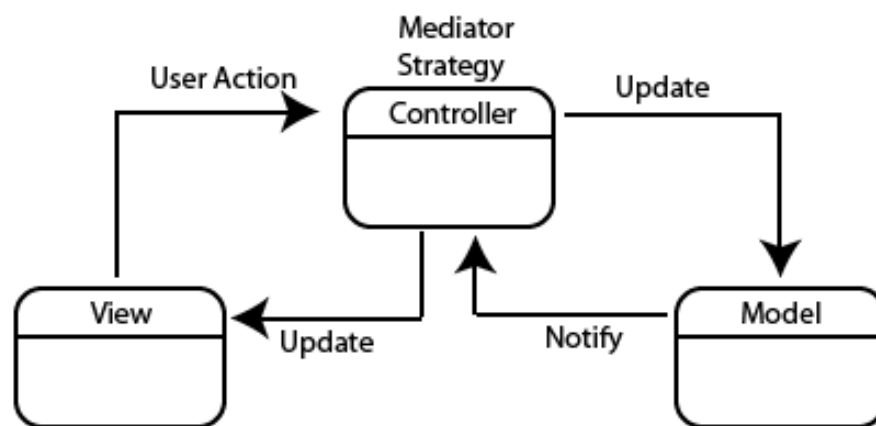 Mediator
Strategy
User Action
Update
Controller
View
Update
Notify
Model